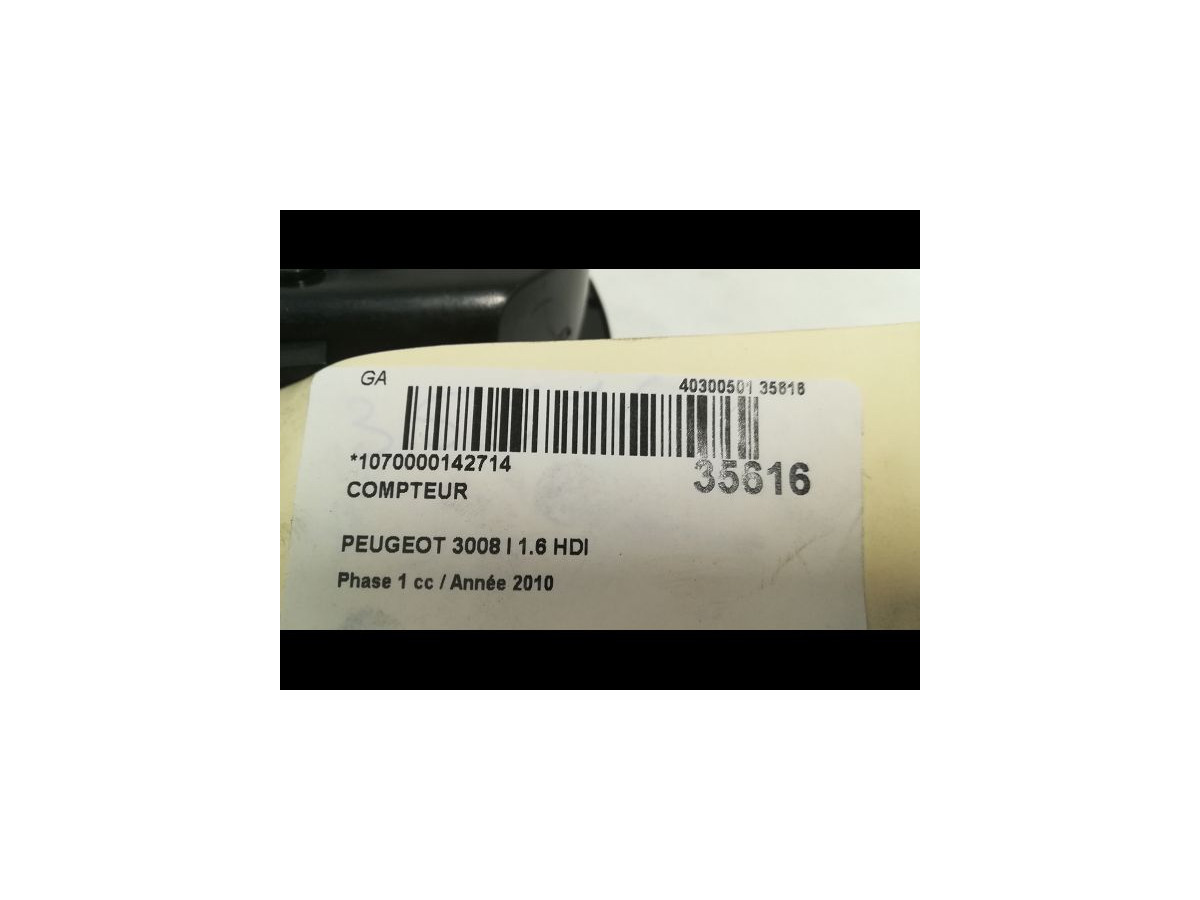 GA
40300501 35616
*1070000142714
35616
COMPTEUR
PEUGEOT 3008 I 1.6 HDI
Phase 1 cc / Année 2010